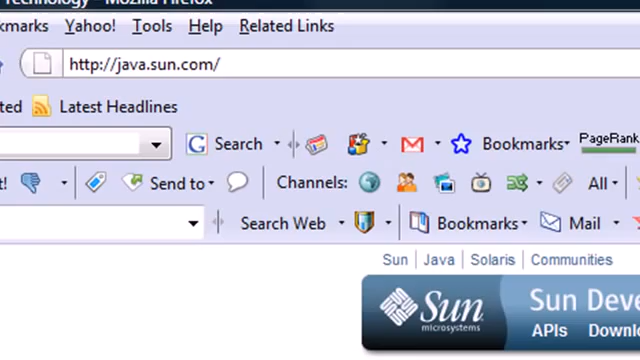 Technology - Mozilla Firefox
kmarks Yahoo! Tools Help Related Links
http://java.sun.com/
ted Latest Headlines
G Search Bookmarks PageRank
t! Send to Channels: All
Search Web Bookmarks Mail
Sun Java Solaris Communities
Sun microsystems Sun Deve
APIs Downlo